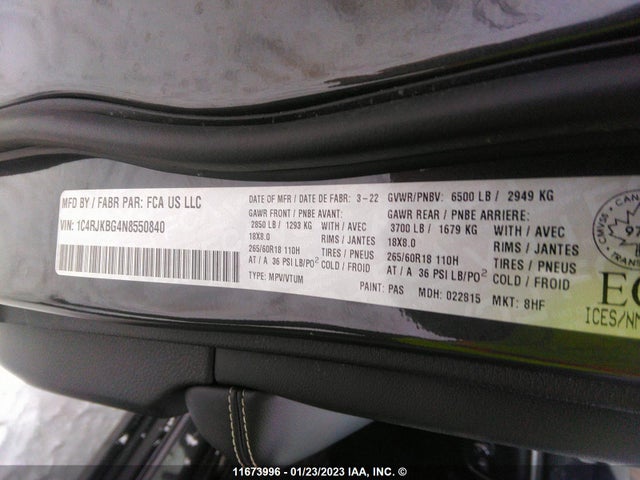 MFD BY / FABR PAR: FCA US LLC
VIN: 1C4RJKBG4N8550840
DATE OF MFR / DATE DE FABR: 3-22 GVWR/PNBV: 6500 LB / 2949 KG
GAWR FRONT / PNBE AVANT: GAWR REAR / PNBE ARRIERE
2850 LB / 1293 KG WITH / AVEC 3700 LB / 1679 KG WITH / AVEC
18X8.0 RIMS / JANTES 18X8.0 RIMS / JANTES
265/60R18 110H TIRES / PNEUS 265/60R18 110H TIRES / PNEUS
AT / A 36 PSI LB/PO² COLD / FROID AT / A 36 PSI LB/PO² COLD / FROID
TYPE: MPV/VTUM PAINT: PAS MDH: 022815 MKT: 8HF
11673996 - 01/23/2023 IAA, Inc. ©